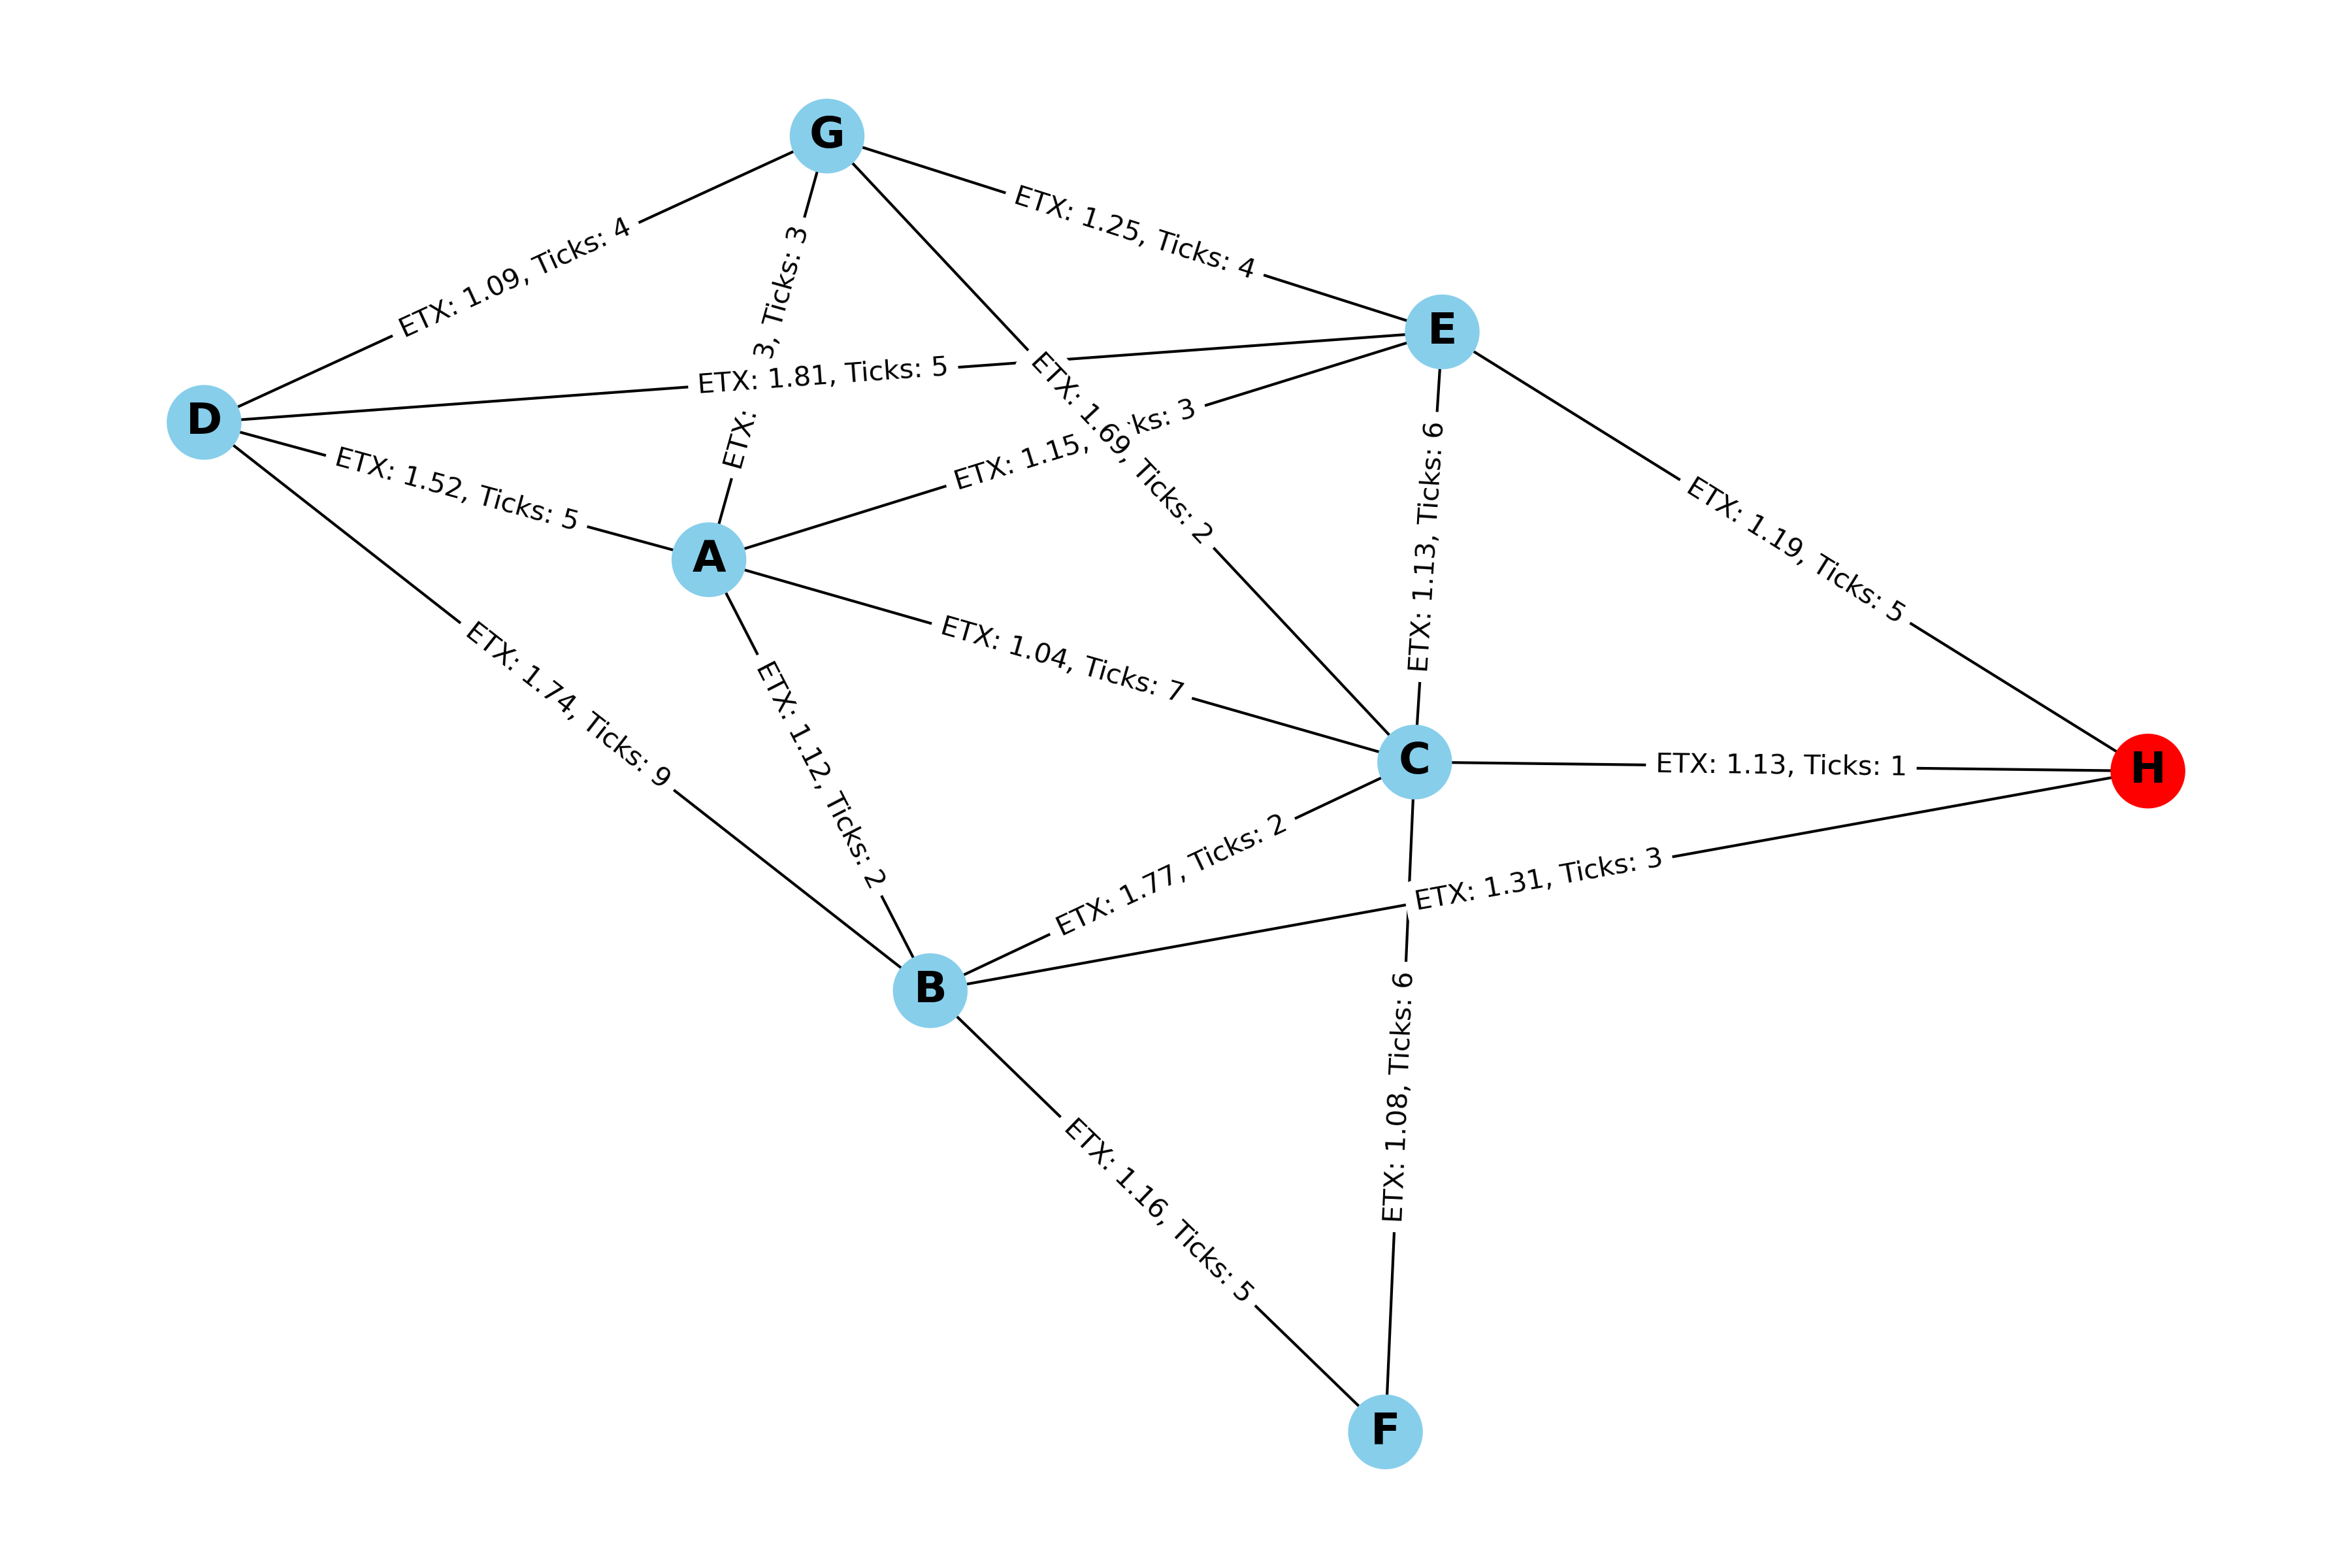 G
ETX: 1.25, Ticks: 4
ETX: 1.09, Ticks: 4
3, Ticks: 3
ETX:
E
ETX: 1.81, Ticks: 5
ETX: 1.69, Ticks: 2
D
ETX: 1.15,
3
ETX: 1.52, Ticks: 5
ETX: 1.13, Ticks: 6
ETX: 1.19, Ticks: 5
A
ETX: 1.04, Ticks: 7
ETX: 1.74, Ticks: 9
ETX: 1.12, Ticks: 2
C
ETX: 1.13, Ticks: 1
H
ETX: 1.77, Ticks: 2
ETX: 1.31, Ticks: 3
B
ETX: 1.08, Ticks: 6
ETX: 1.16, Ticks: 5
F